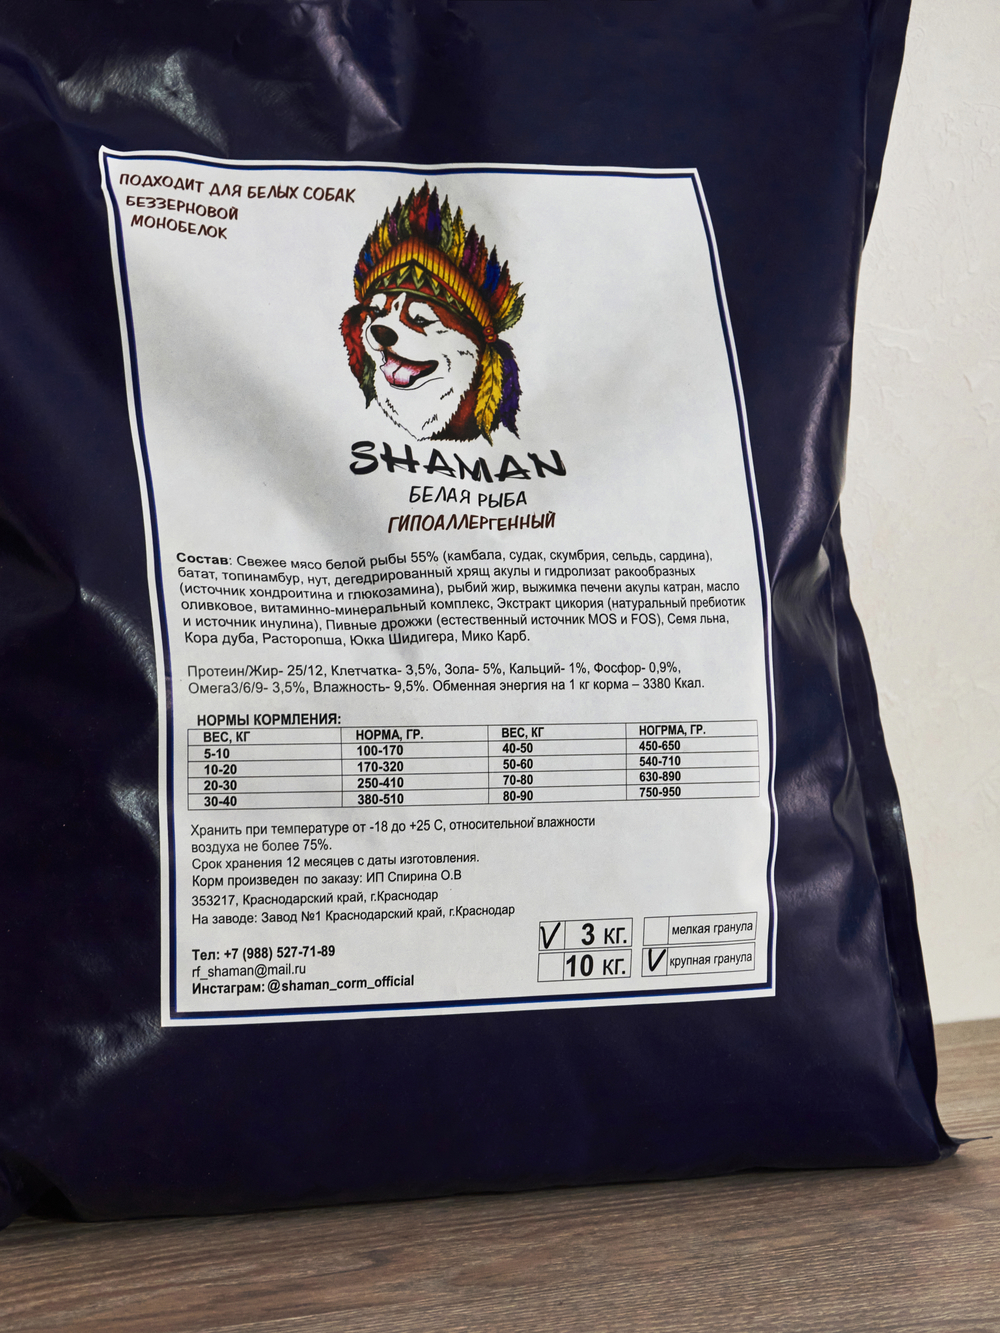 ПОДХОДИТ ДЛЯ БЕЛЫХ СОБАК
БЕЗЗЕРНОВОЙ
МОНОБЕЛОК
SHAMAN
БЕЛАЯ РЫБА
ГИПОАЛЛЕРГЕННЫЙ
Состав: Свежее мясо белой рыбы 55% (камбала, судак, скумбрия, сельдь, сардина),
батат, топинамбур, нут, дегедрированный хрящ акулы и гидролизат ракообразных
(источник хондроитина и глюкозамина), рыбий жир, выжимка печени акулы катран, масло
оливковое, витаминно-минеральный комплекс, Экстракт цикория (натуральный пребиотик
и источник инулина), Пивные дрожжи (естественный источник MOS и FOS), Семя льна,
Кора дуба, Расторопша, Юкка Шидигера, Мико Карб.
Протеин/Жир- 25/12, Клетчатка- 3,5%, Зола- 5%, Кальций- 1%, Фосфор- 0,9%,
Омега3/6/9- 3,5%, Влажность- 9,5%. Обменная энергия на 1 кг корма – 3380 Ккал.
НОРМЫ КОРМЛЕНИЯ:
ВЕС, КГ НОРМА, ГР. ВЕС, КГ НОГРМА, ГР.
5-10 100-170 40-50 450-650
10-20 170-320 50-60 540-710
20-30 250-410 70-80 630-890
30-40 380-510 80-90 750-950
Хранить при температуре от -18 до +25 С, относительной влажности
воздуха не более 75%.
Срок хранения 12 месяцев с даты изготовления.
Корм произведен по заказу: ИП Спирина О.В
353217, Краснодарский край, г.Краснодар
На заводе: Завод №1 Краснодарский край, г.Краснодар
Тел: +7 (988) 527-71-89
rf_shaman@mail.ru
Инстаграм: @shaman_corm_official
V 3 КГ. мелкая гранула
10 КГ. V крупная гранула